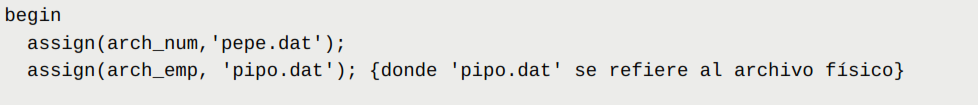 begin
assign(arch_num,'pepe.dat');
assign(arch_emp, 'pipo.dat'); {donde 'pipo.dat' se refiere al archivo físico}